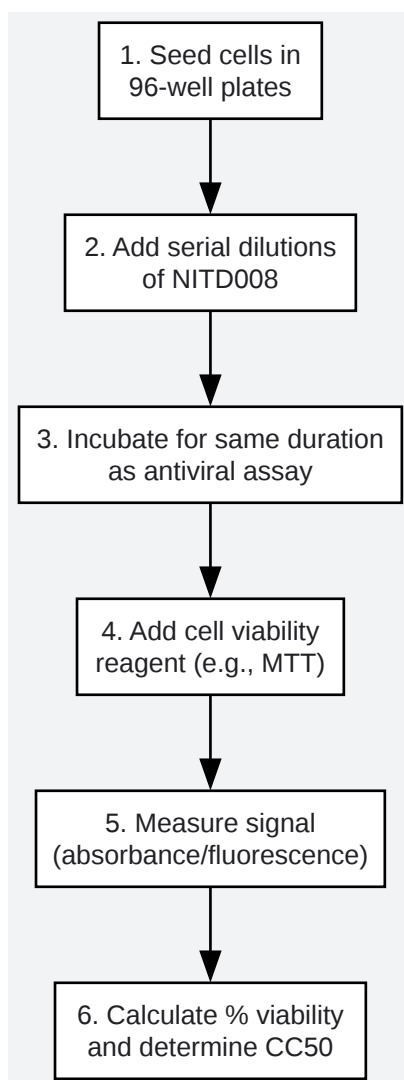 1. Seed cells in
96-well plates
2. Add serial dilutions
of NITD008
3. Incubate for same duration
as antiviral assay
4. Add cell viability
reagent (e.g., MTT)
5. Measure signal
(absorbance/fluorescence)
6. Calculate % viability
and determine CC50